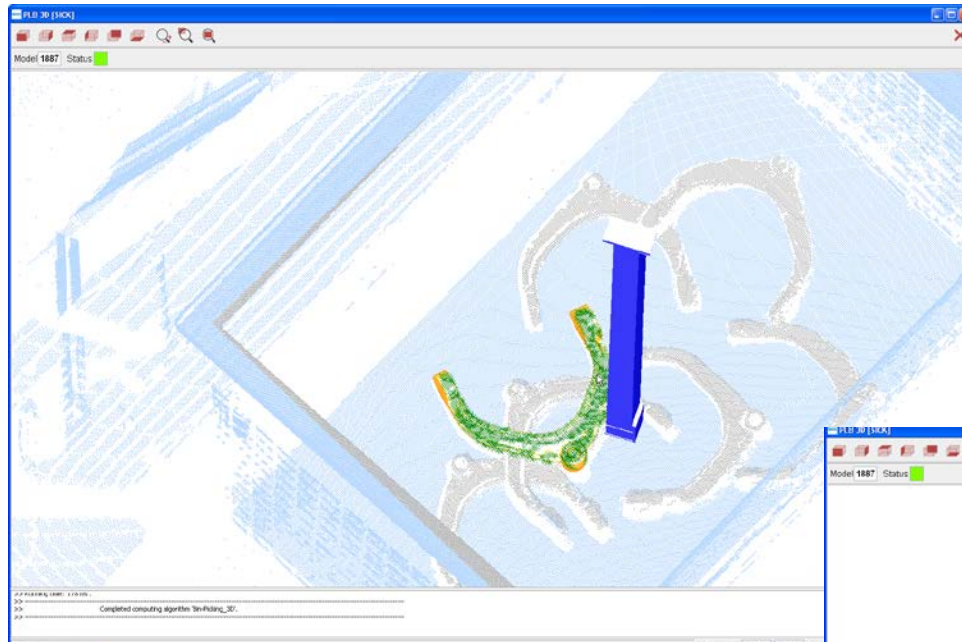 PLB 3D [SICK]
Model 1887 Status
>>
>> Completed computing algorithm 'Bin-Picking_3D'.
>>
PLB 3D [SICK]
Model 1887 Status